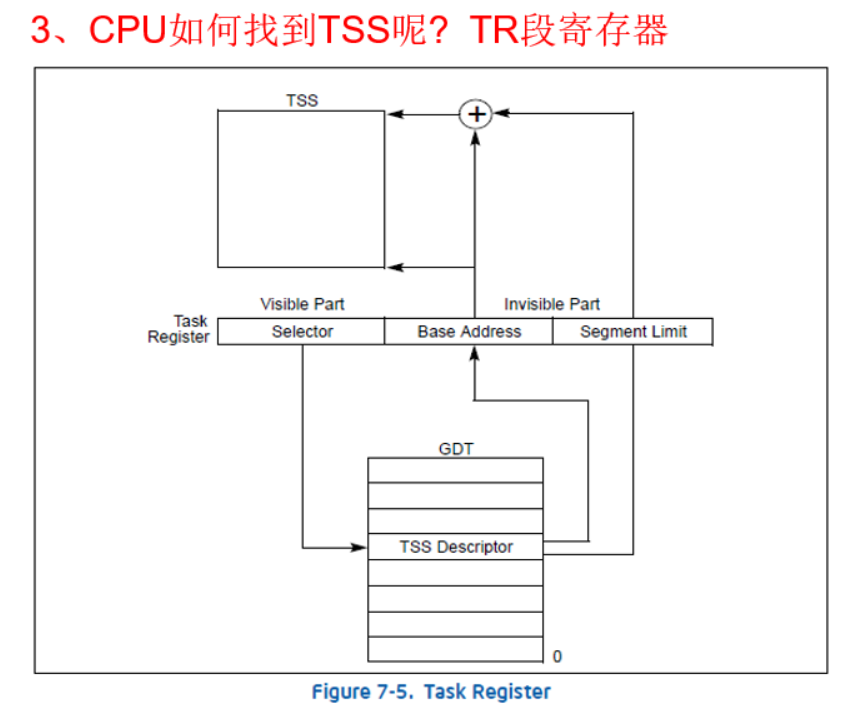 3、CPU如何找到TSS呢？TR段寄存器
TSS
+
Visible Part
Invisible Part
Task
Register
Selector
Base Address
Segment Limit
GDT
TSS Descriptor
0
Figure 7-5. Task Register